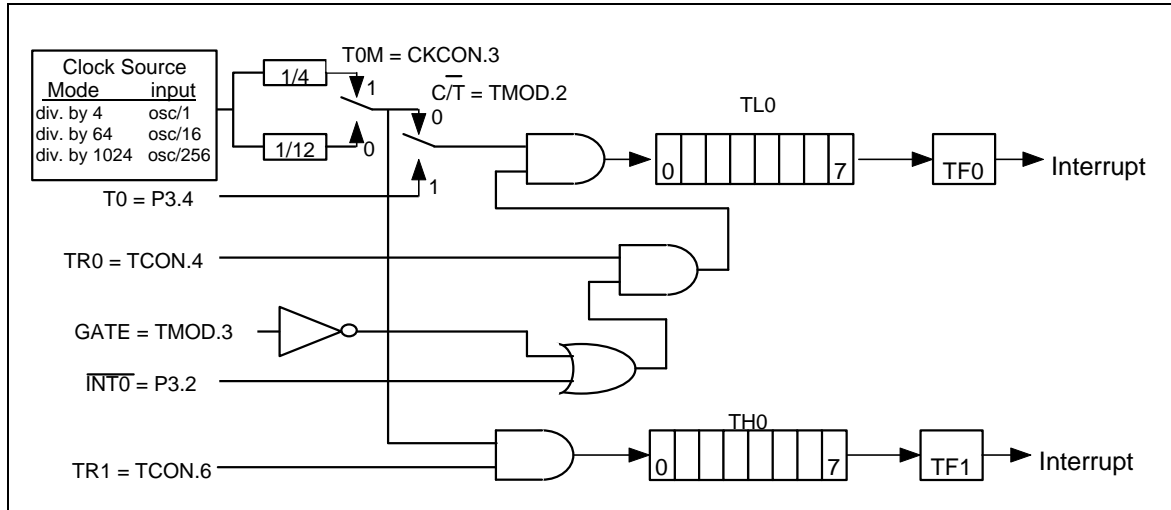 Clock Source
Mode input
div. by 4 osc/1
div. by 64 osc/16
div. by 1024 osc/256
1/4
1/12
T0M = CKCON.3
1
0
C/T̅ = TMOD.2
0
1
T0 = P3.4
TL0
0 7
TF0
Interrupt
TR0 = TCON.4
GATE = TMOD.3
I̅N̅T̅0̅ = P3.2
TR1 = TCON.6
TH0
0 7
TF1
Interrupt